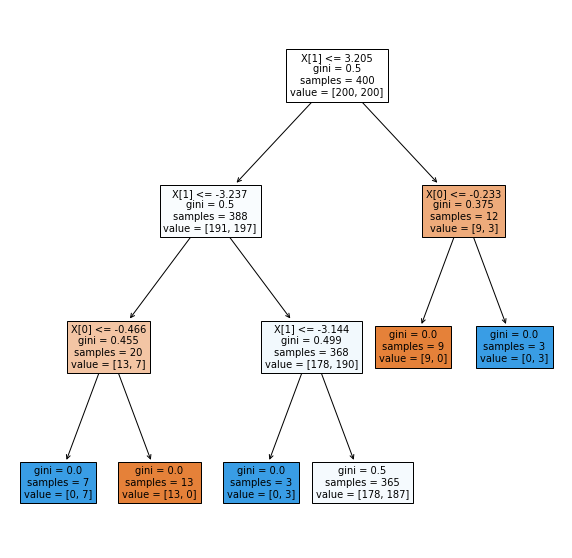 X[1] <= 3.205
gini = 0.5
samples = 400
value = [200, 200]
X[1] <= -3.237
gini = 0.5
samples = 388
value = [191, 197]
X[0] <= -0.233
gini = 0.375
samples = 12
value = [9, 3]
X[0] <= -0.466
gini = 0.455
samples = 20
value = [13, 7]
X[1] <= -3.144
gini = 0.499
samples = 368
value = [178, 190]
gini = 0.0
samples = 9
value = [9, 0]
gini = 0.0
samples = 3
value = [0, 3]
gini = 0.0
samples = 7
value = [0, 7]
gini = 0.0
samples = 13
value = [13, 0]
gini = 0.0
samples = 3
value = [0, 3]
gini = 0.5
samples = 365
value = [178, 187]